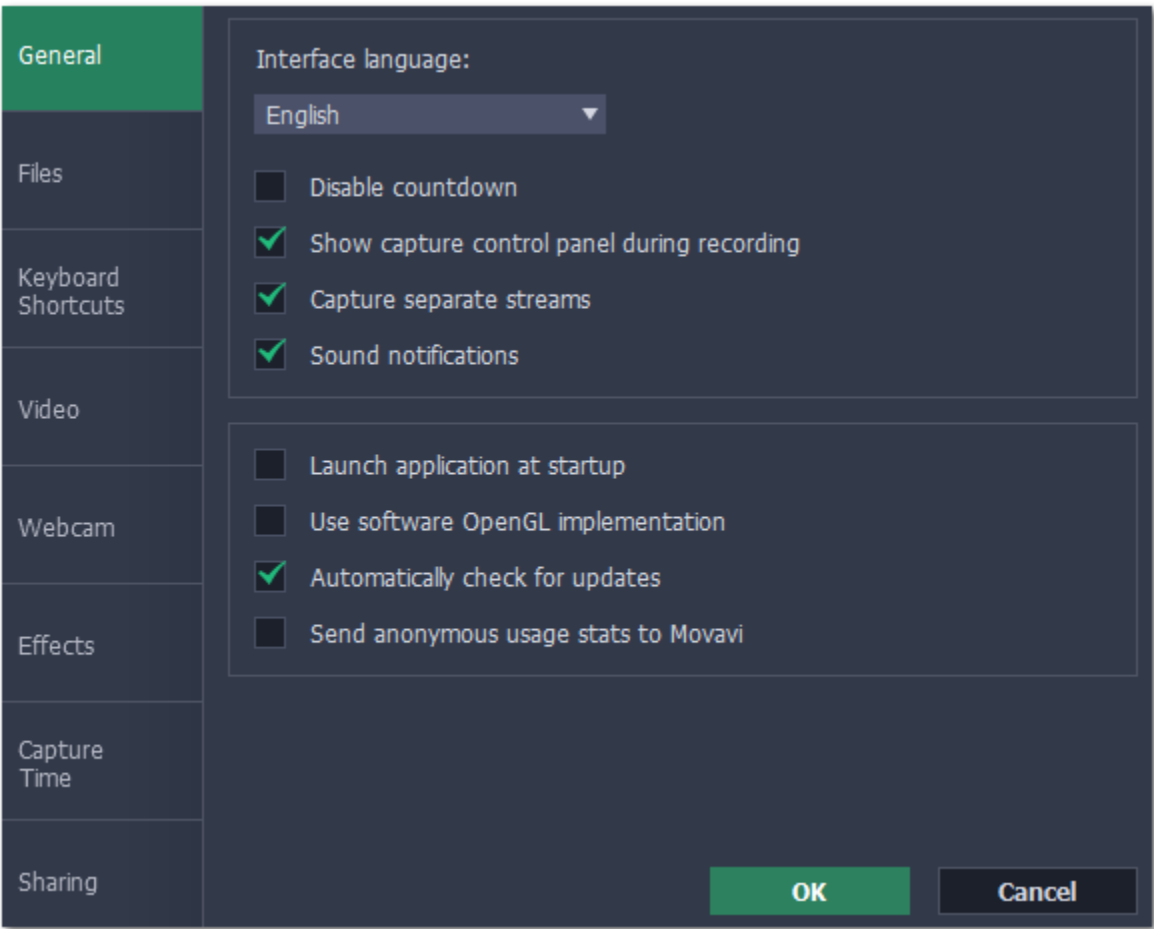 General
Files
Keyboard
Shortcuts
Video
Webcam
Effects
Capture
Time
Sharing
Interface language:
English
Disable countdown
Show capture control panel during recording
Capture separate streams
Sound notifications
Launch application at startup
Use software OpenGL implementation
Automatically check for updates
Send anonymous usage stats to Movavi
OK
Cancel